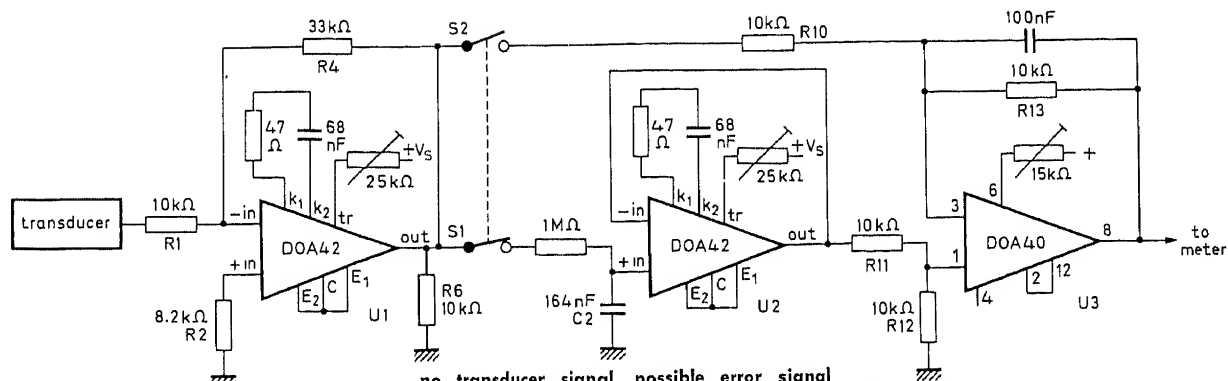 33kΩ
R4
S2
10kΩ
R10
100nF
10kΩ
R13
47
Ω
68
nF
+Vs
25kΩ
k1
k2
tr
47
Ω
68
nF
+Vs
25kΩ
k1
k2
tr
15kΩ
+
6
transducer
10kΩ
R1
-in
+in
DOA42
out
E2
C
E1
U1
8.2kΩ
R2
R6
10kΩ
S1
1MΩ
164nF
C2
-in
+in
DOA42
out
E2
C
E1
U2
10kΩ
R11
10kΩ
R12
3
1
DOA40
8
4
2
12
U3
to
meter
no transducer signal, possible error signal